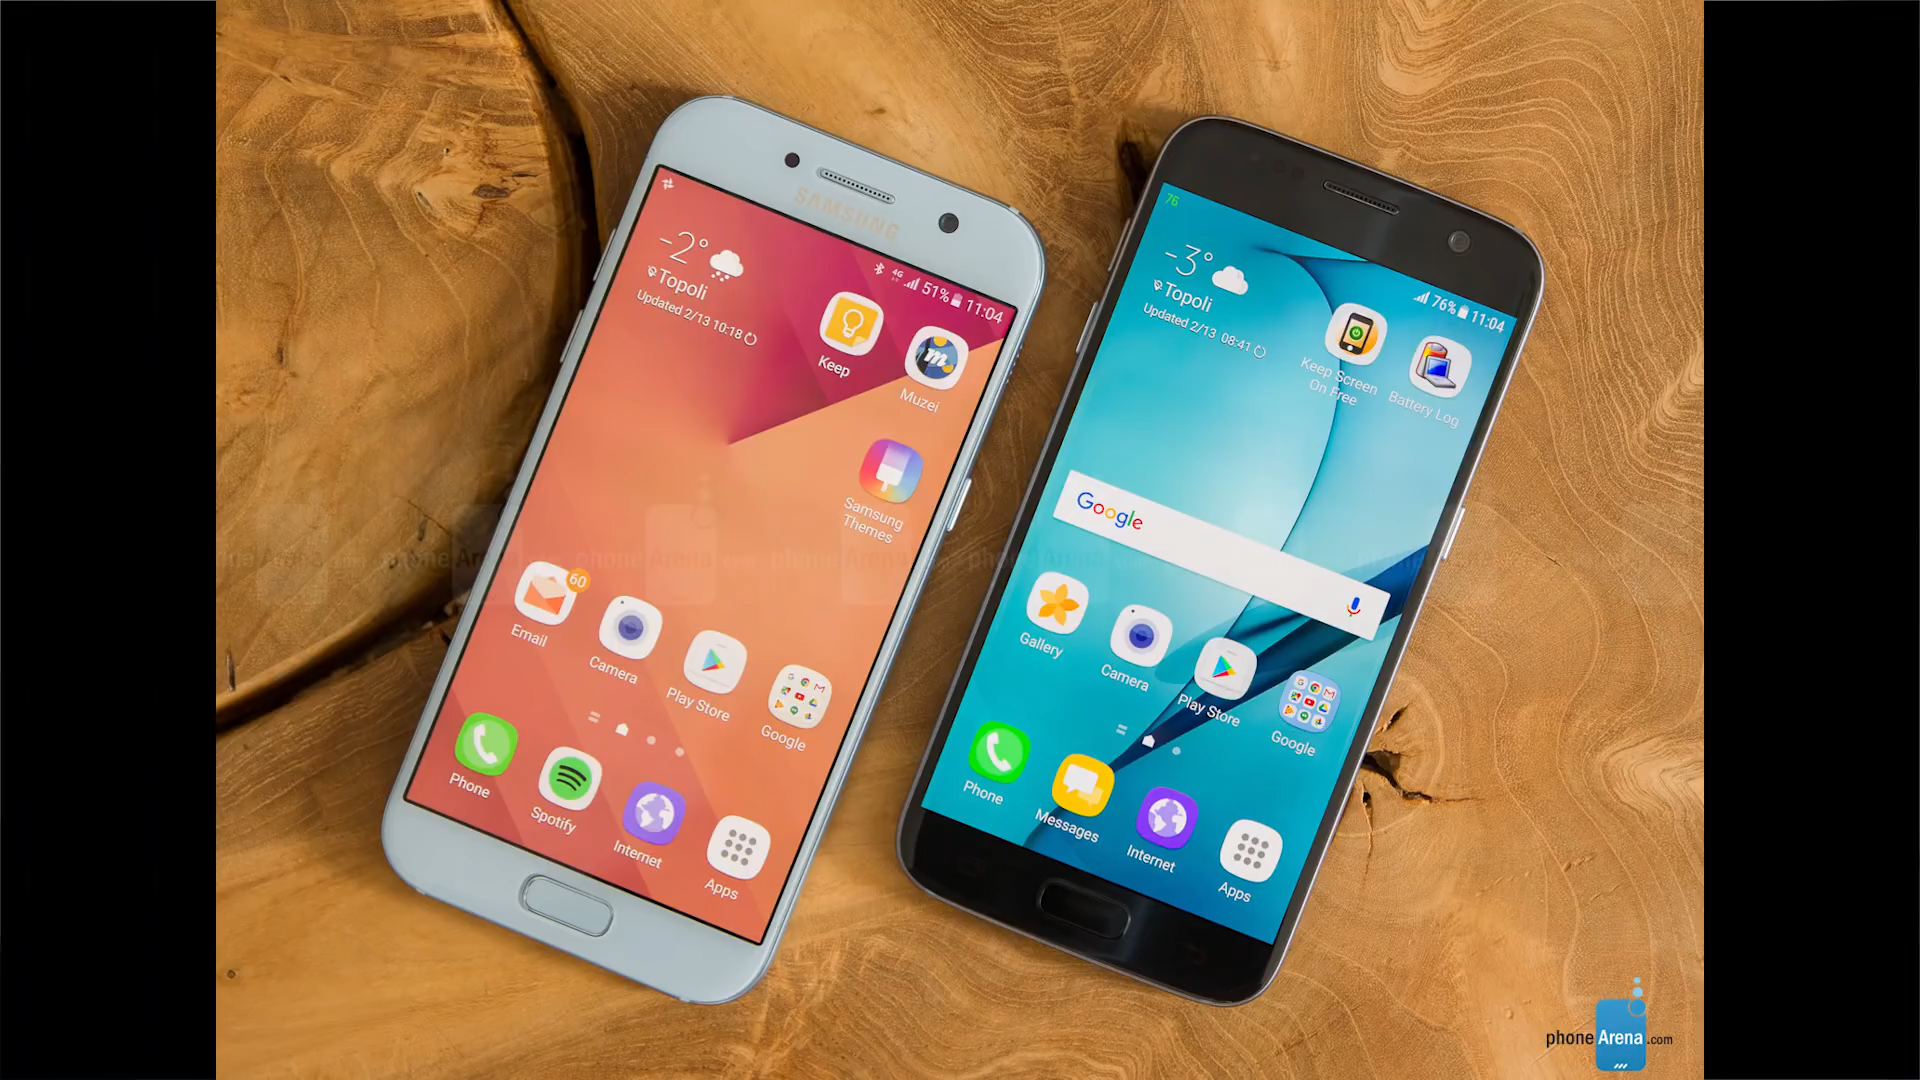 SAMSUNG
-2°
Topoli
Updated 2/13 10:18
4G
51%
11:04
Keep
Muzei
Samsung
Themes
60
Email
Camera
Play Store
Google
Phone
Spotify
Internet
Apps
76
76%
11:04
-3°
Topoli
Updated 2/13 08:41
Keep Screen
On Free
Battery Log
Google
Gallery
Camera
Play Store
Google
Phone
Messages
Internet
Apps
phoneArena.com